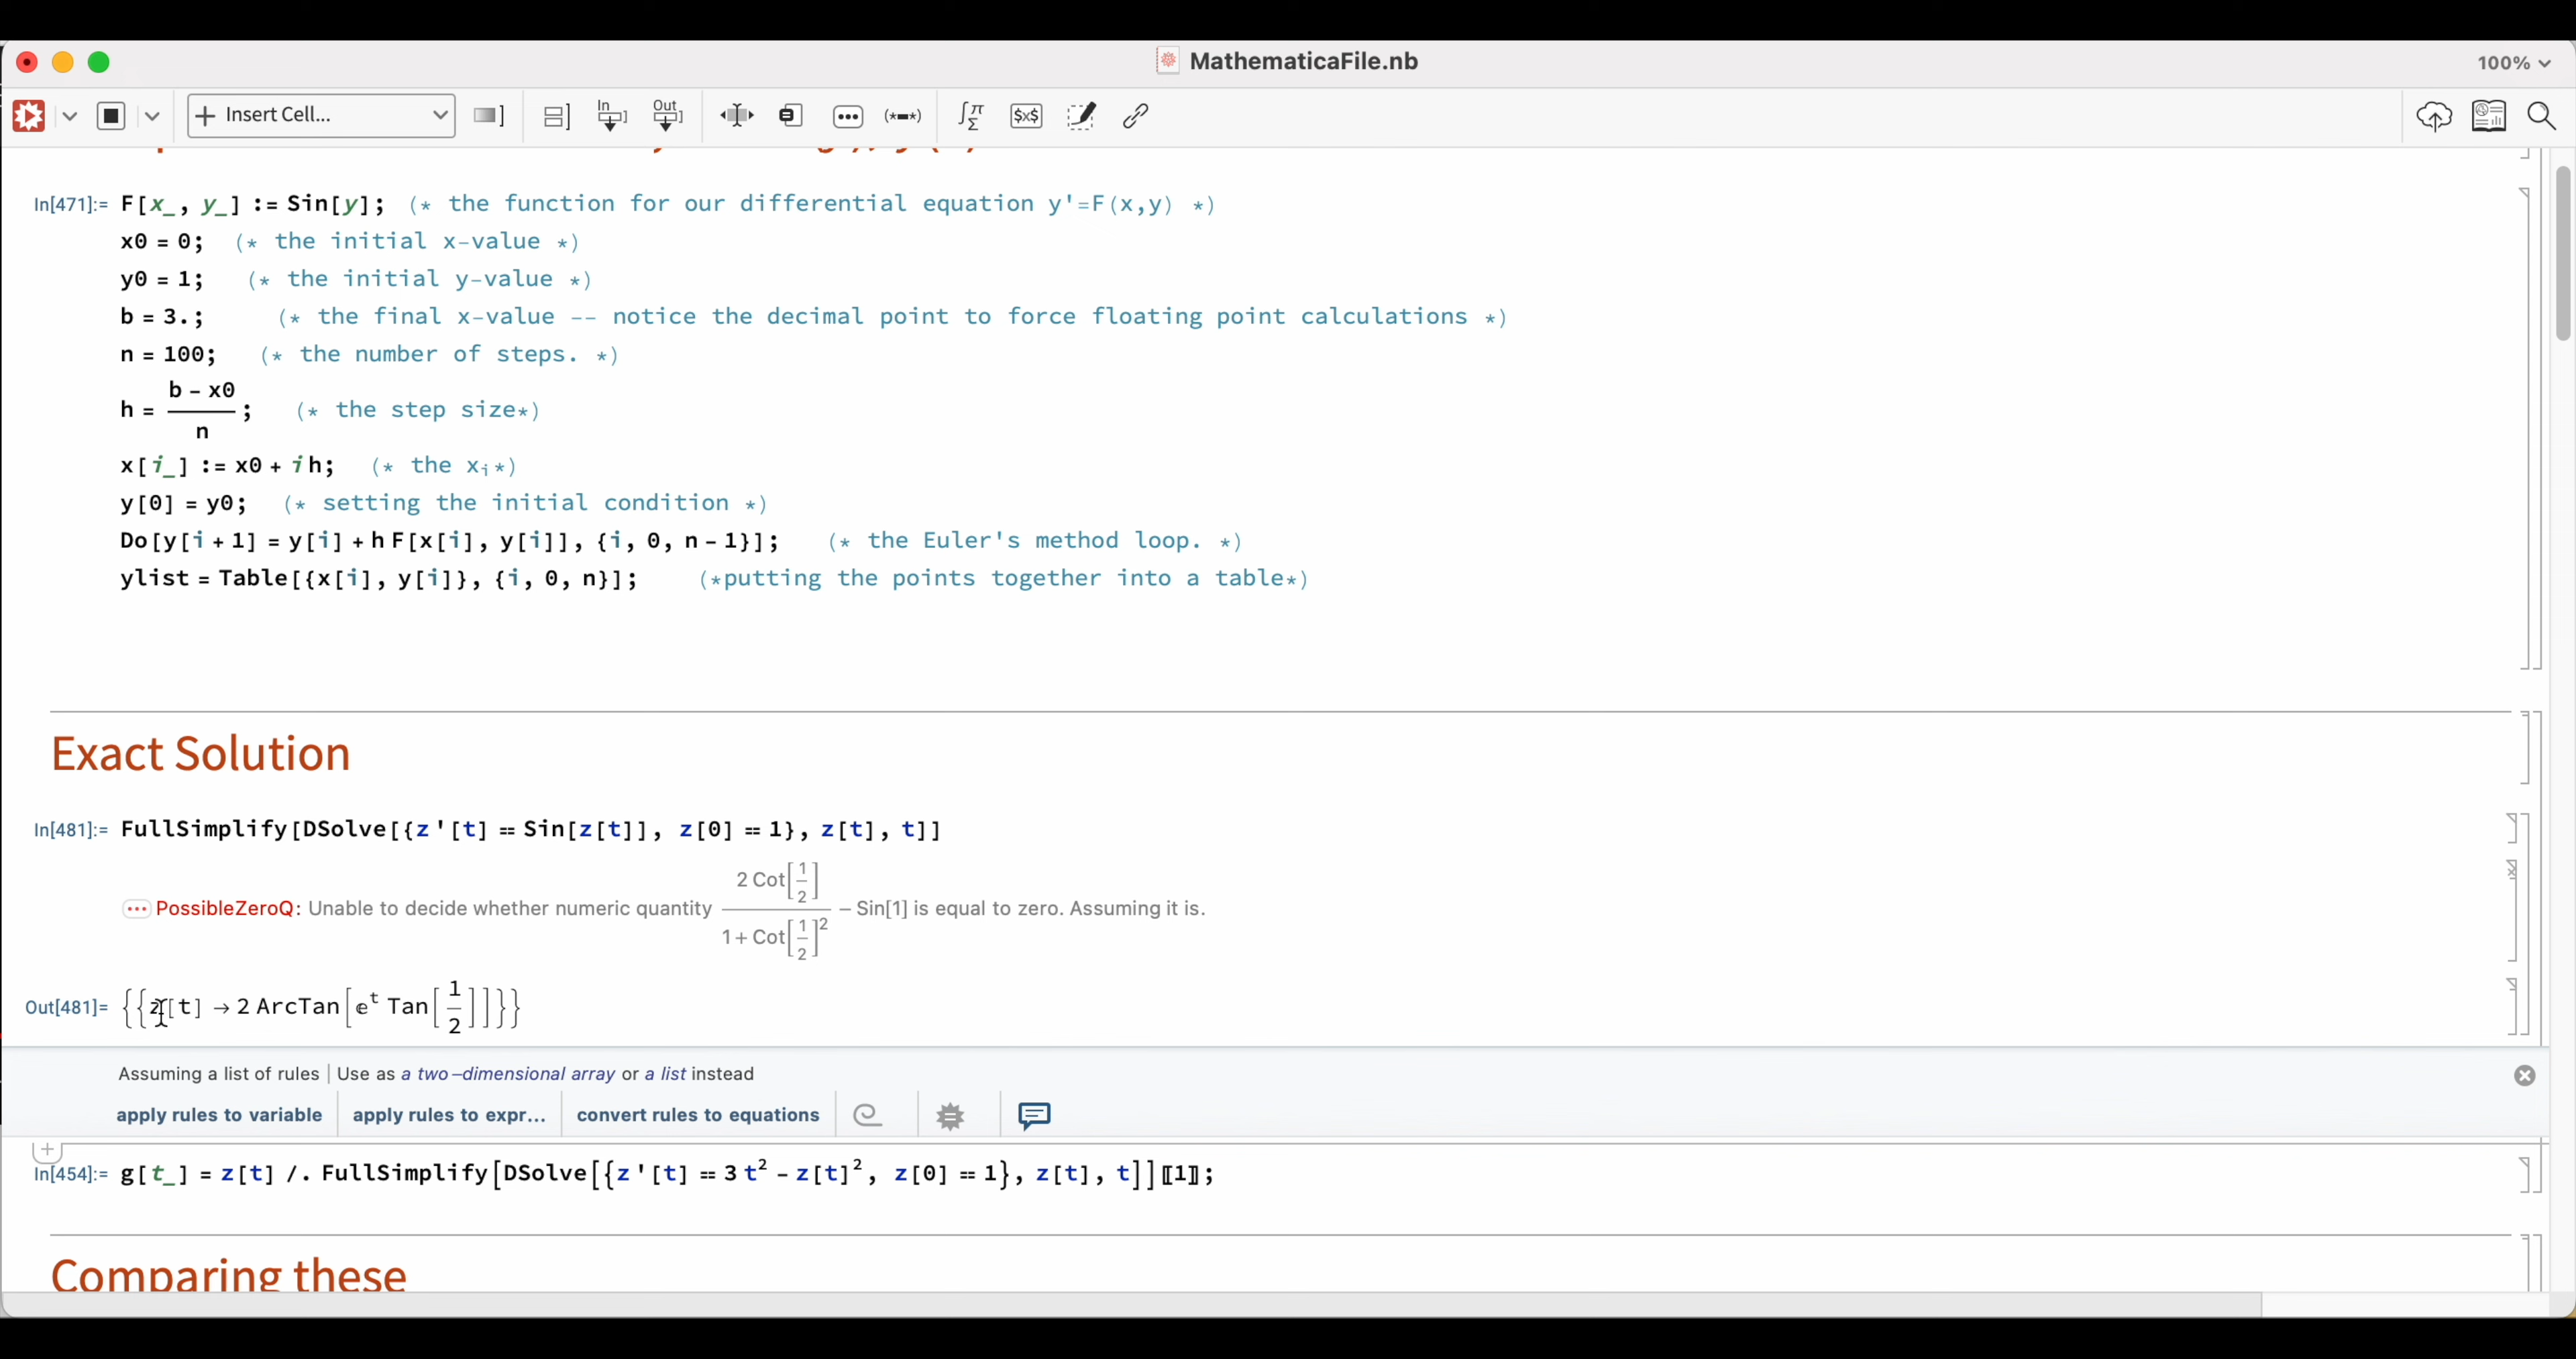 MathematicaFile.nb
100%
Insert Cell...
In
Out
$x$
In[471]:= F[x_, y_] := Sin[y]; (* the function for our differential equation y'=F(x,y) *)
x0 = 0; (* the initial x-value *)
y0 = 1; (* the initial y-value *)
b = 3.; (* the final x-value -- notice the decimal point to force floating point calculations *)
n = 100; (* the number of steps. *)
h = (b - x0)/n; (* the step size*)
x[i_] := x0 + i h; (* the xᵢ*)
y[0] = y0; (* setting the initial condition *)
Do[y[i + 1] = y[i] + h F[x[i], y[i]], {i, 0, n - 1}]; (* the Euler's method loop. *)
ylist = Table[{x[i], y[i]}, {i, 0, n}]; (*putting the points together into a table*)
Exact Solution
In[481]:= FullSimplify[DSolve[{z'[t] == Sin[z[t]], z[0] == 1}, z[t], t]]
PossibleZeroQ: Unable to decide whether numeric quantity (2 Cot[1/2])/(1 + Cot[1/2]²) – Sin[1] is equal to zero. Assuming it is.
Out[481]= {{z[t] → 2 ArcTan[eᵗ Tan[1/2]]}}
Assuming a list of rules | Use as a two-dimensional array or a list instead
apply rules to variable apply rules to expr... convert rules to equations
In[454]:= g[t_] = z[t] /. FullSimplify[DSolve[{z'[t] == 3 t² - z[t]², z[0] == 1}, z[t], t]]⟦1⟧;
Comparing these